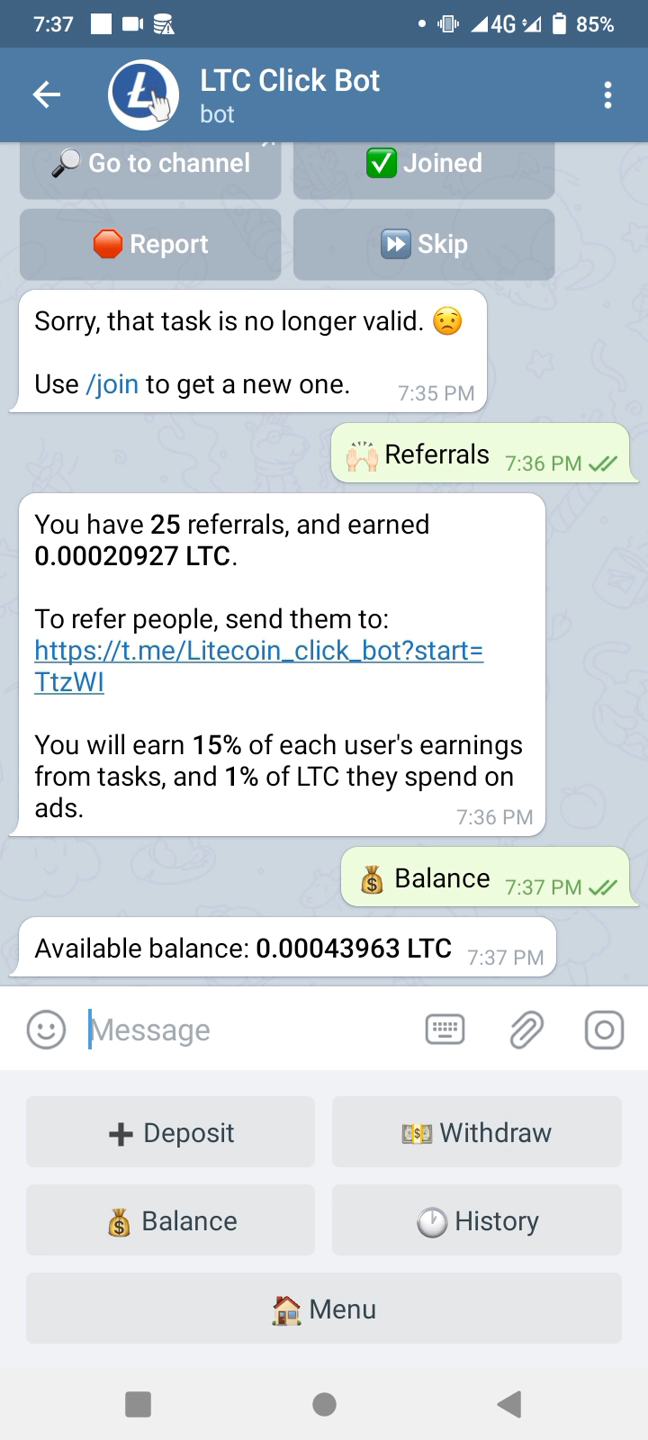 7:37
4G
85%
LTC Click Bot
bot
🔎 Go to channel
✅ Joined
🛑 Report
⏩ Skip
Sorry, that task is no longer valid. 😟
Use /join to get a new one.
7:35 PM
🙌🏻 Referrals
7:36 PM
You have 25 referrals, and earned
0.00020927 LTC.
To refer people, send them to:
https://t.me/Litecoin_click_bot?start=
TtzWI
You will earn 15% of each user's earnings
from tasks, and 1% of LTC they spend on
ads.
7:36 PM
💰 Balance
7:37 PM
Available balance: 0.00043963 LTC
7:37 PM
Message
➕ Deposit
💵 Withdraw
💰 Balance
🕐 History
🏠 Menu